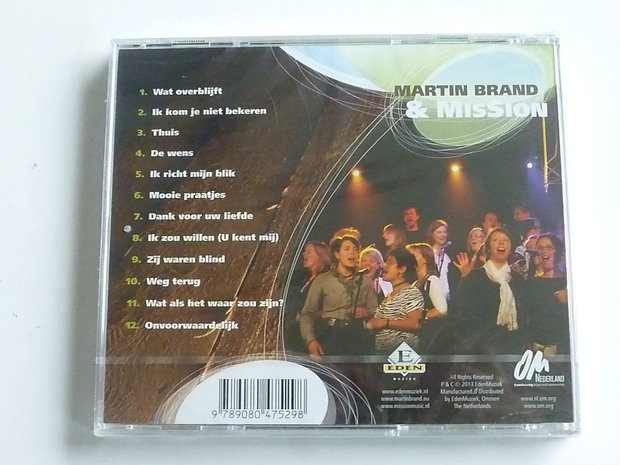 MARTIN BRAND
& MISSION
1. Wat overblijft
2. Ik kom je niet bekeren
3. Thuis
4. De wens
5. Ik richt mijn blik
6. Mooie praatjes
7. Dank voor uw liefde
8. Ik zou willen (U kent mij)
9. Zij waren blind
10. Weg terug
11. Wat als het waar zou zijn?
12. Onvoorwaardelijk
E
EDEN
MUZIEK
www.edenmuziek.nl
www.martinbrand.nu
www.missionmusic.nl
All Rights Reserved
P & C © 2013 EdenMuziek
Manufactured & Distributed
by EdenMuziek, Ommen
The Netherlands
OM
NEDERLAND
www.nl.om.org
www.om.org
9 789080 475298